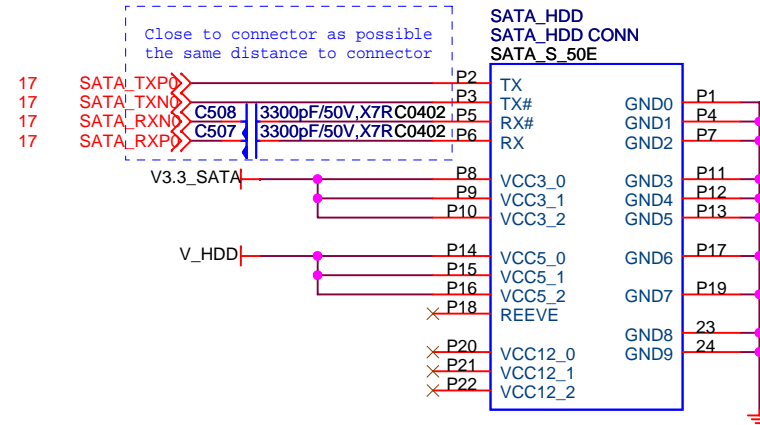 SATA_HDD
SATA_HDD CONN
SATA_S_50E
Close to connector as possible
the same distance to connector
17 SATA_TXP0 P2 TX
17 SATA_TXN0 P3 TX# GND0 P1
17 SATA_RXN0 C508 3300pF/50V,X7R C0402 P5 RX# GND1 P4
17 SATA_RXP0 C507 3300pF/50V,X7R C0402 P6 RX GND2 P7
V3.3_SATA P8 VCC3_0 GND3 P11
P9 VCC3_1 GND4 P12
P10 VCC3_2 GND5 P13
V_HDD P14 VCC5_0 GND6 P17
P15 VCC5_1
P16 VCC5_2 GND7 P19
P18 REEVE
GND8 23
P20 VCC12_0 GND9 24
P21 VCC12_1
P22 VCC12_2